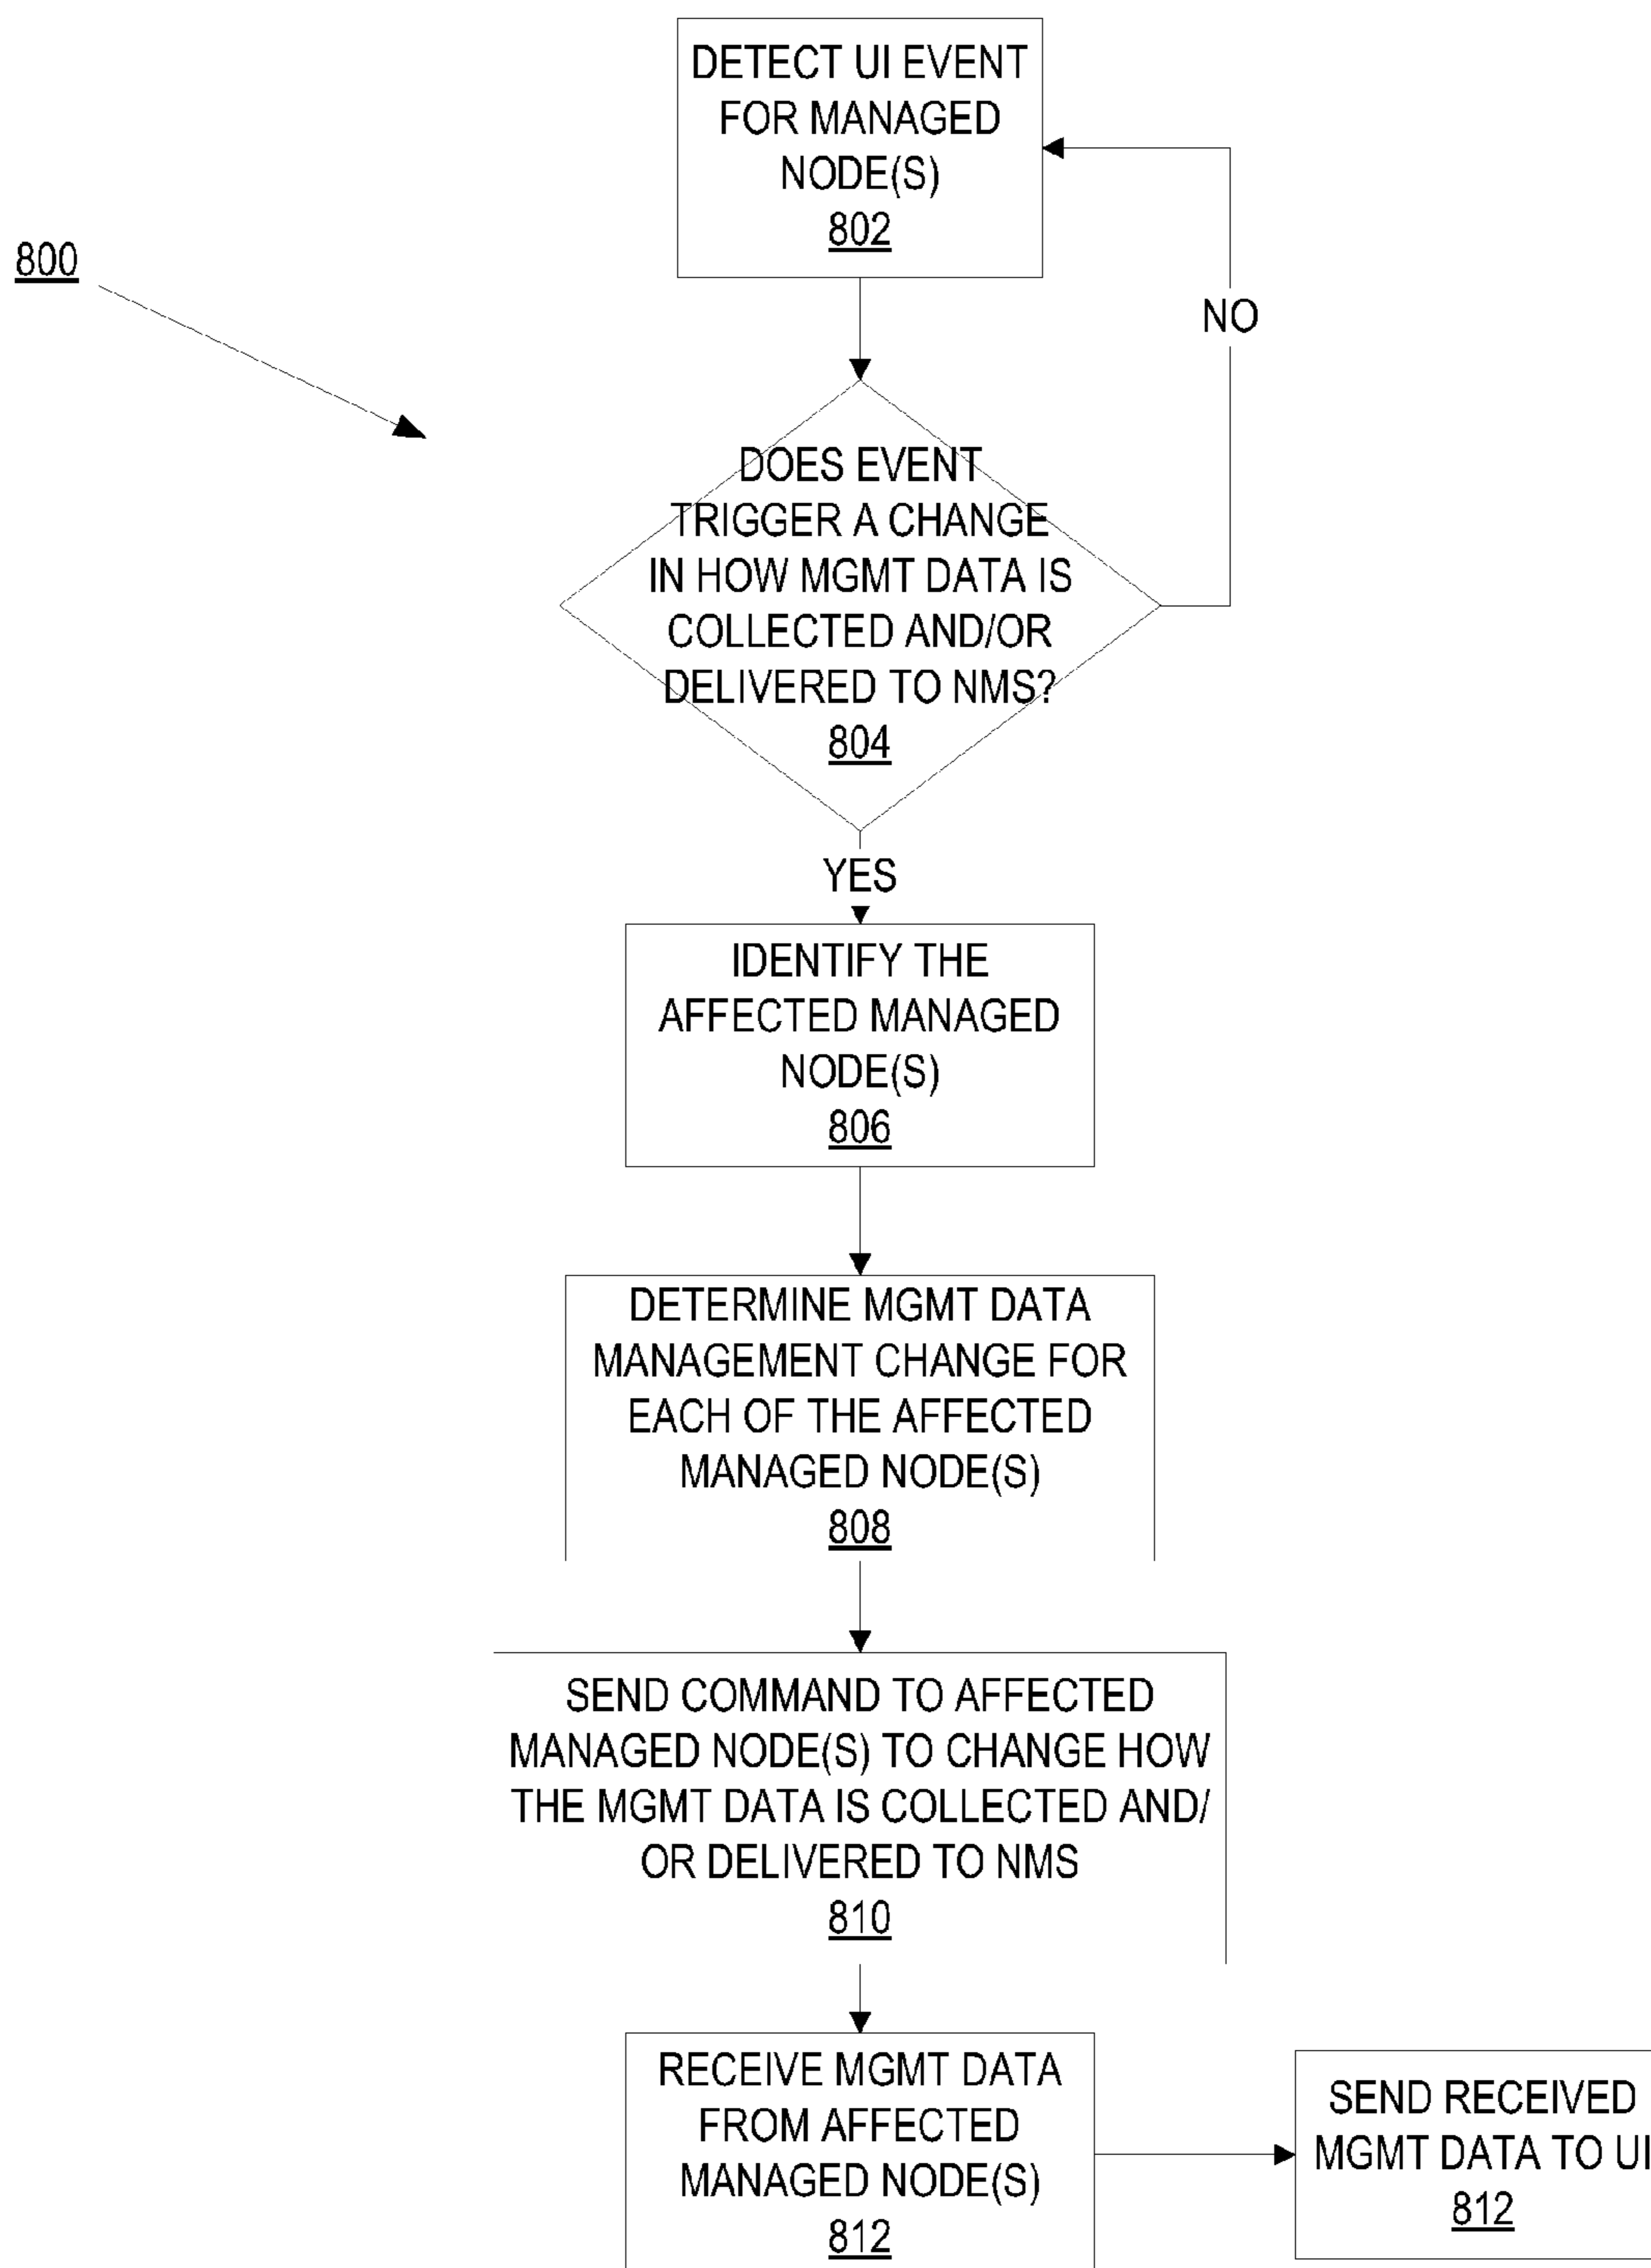 DETECT UI EVENT
FOR MANAGED
NODE(S)
802
800
NO
DOES EVENT
TRIGGER A CHANGE
IN HOW MGMT DATA IS
COLLECTED AND/OR
DELIVERED TO NMS?
804
YES
IDENTIFY THE
AFFECTED MANAGED
NODE(S)
806
DETERMINE MGMT DATA
MANAGEMENT CHANGE FOR
EACH OF THE AFFECTED
MANAGED NODE(S)
808
SEND COMMAND TO AFFECTED
MANAGED NODE(S) TO CHANGE HOW
THE MGMT DATA IS COLLECTED AND/
OR DELIVERED TO NMS
810
RECEIVE MGMT DATA
FROM AFFECTED
MANAGED NODE(S)
812
SEND RECEIVED
MGMT DATA TO UI
812